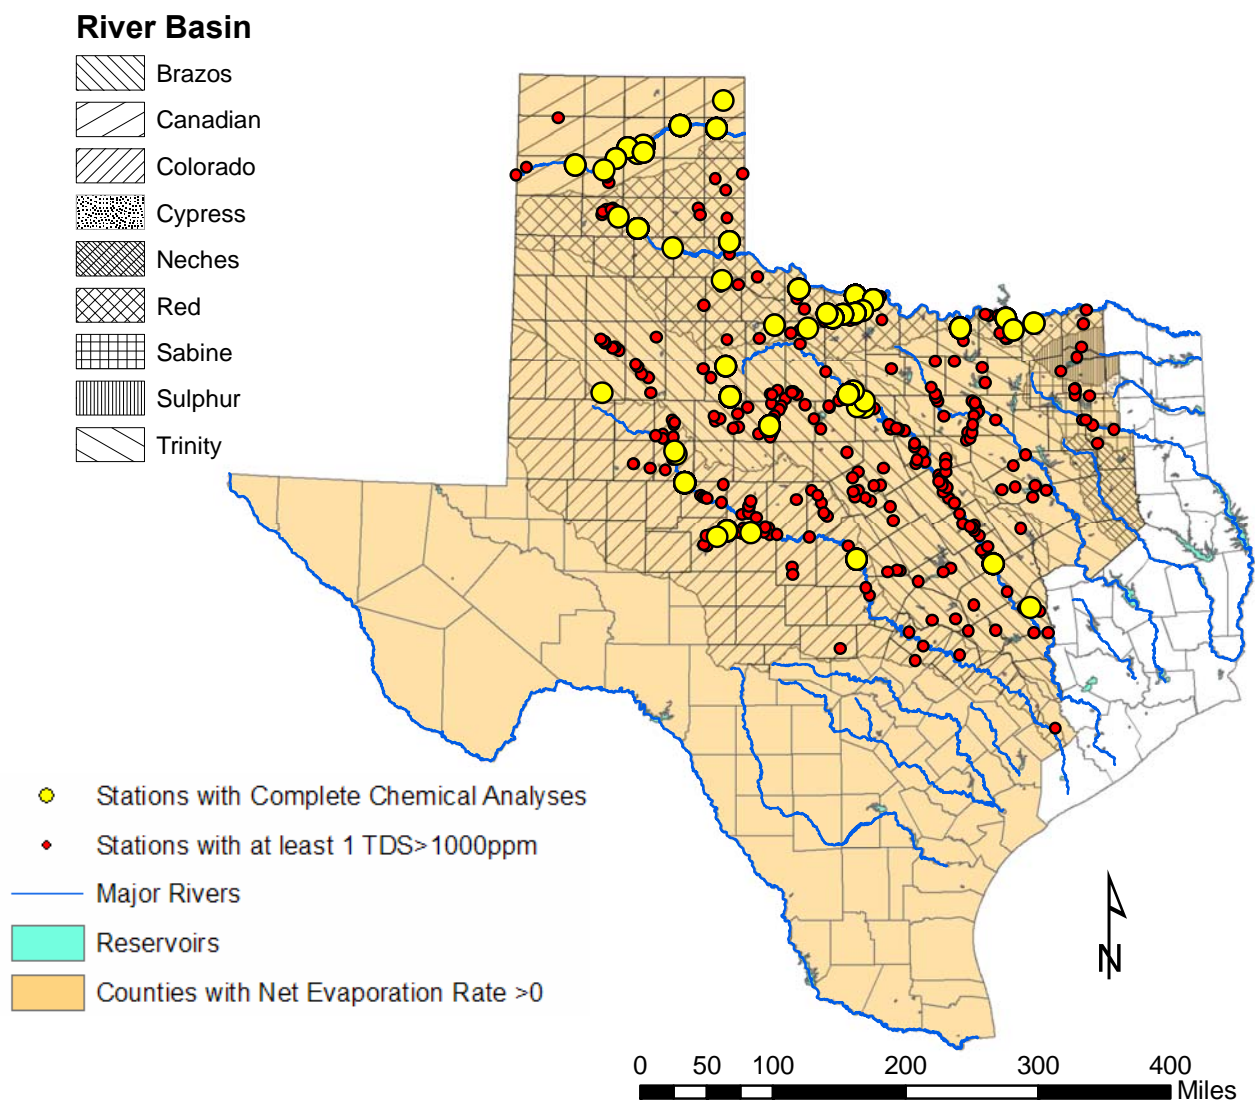 River Basin
Brazos
Canadian
Colorado
Cypress
Neches
Red
Sabine
Sulphur
Trinity
Stations with Complete Chemical Analyses
Stations with at least 1 TDS>1000ppm
Major Rivers
Reservoirs
Counties with Net Evaporation Rate >0
N
0 50 100 200 300 400
Miles